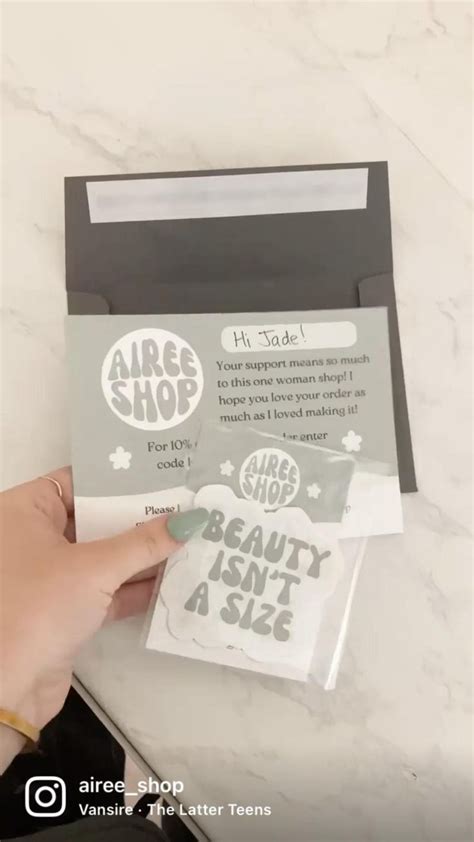 AIREE
SHOP
Hi Jade!
Your support means so much
to this one woman shop! I
hope you love your order as
much as I loved making it!
For 10%
code
enter
Please
AIREE
SHOP
BEAUTY
ISN'T
A SIZE
airee_shop
Vansire · The Latter Teens